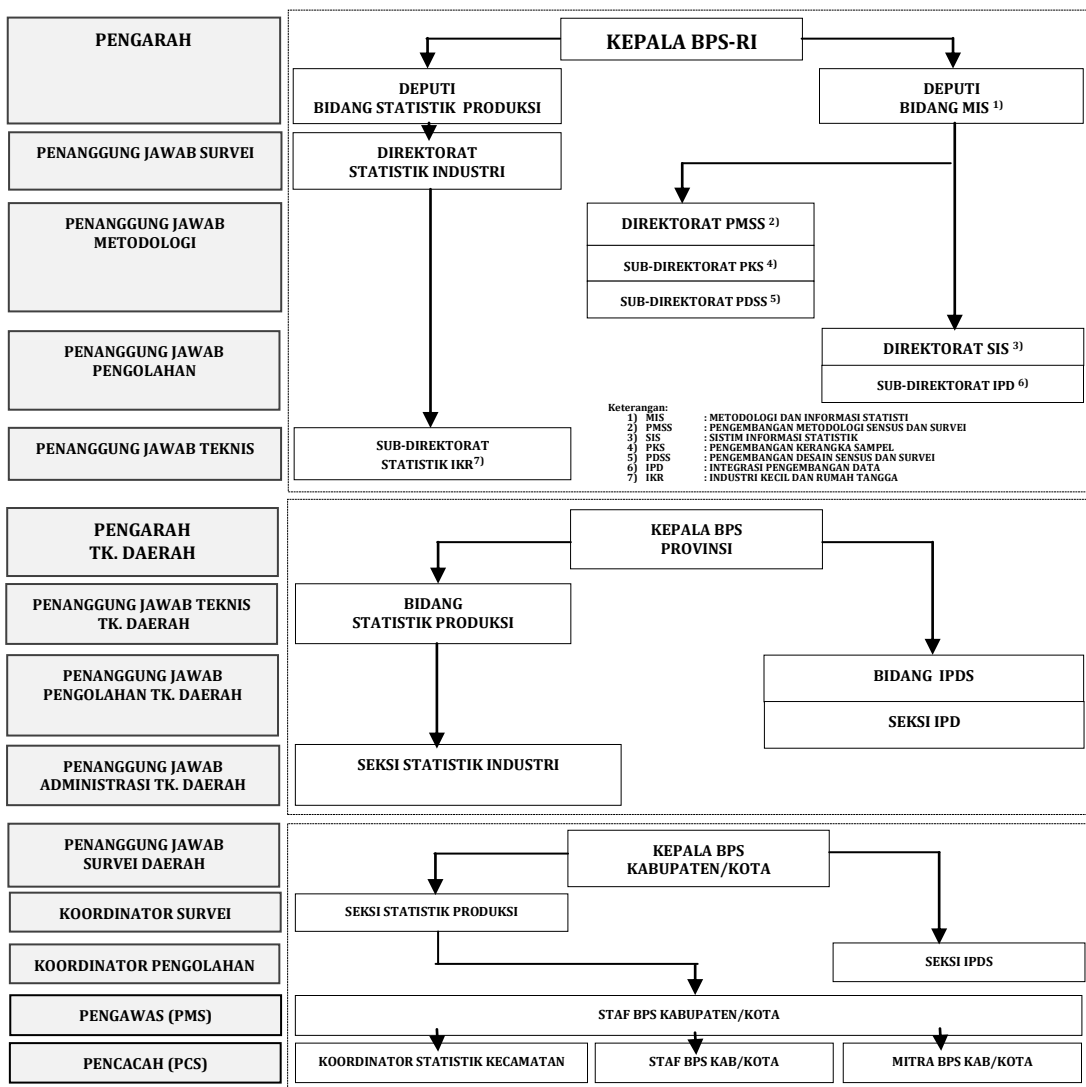 PENGARAH
KEPALA BPS-RI
DEPUTI
BIDANG STATISTIK PRODUKSI
DEPUTI
BIDANG MIS 1)
PENANGGUNG JAWAB SURVEI
DIREKTORAT
STATISTIK INDUSTRI
PENANGGUNG JAWAB
METODOLOGI
DIREKTORAT PMSS 2)
SUB-DIREKTORAT PKS 4)
SUB-DIREKTORAT PDSS 5)
PENANGGUNG JAWAB
PENGOLAHAN
DIREKTORAT SIS 3)
SUB-DIREKTORAT IPD 6)
PENANGGUNG JAWAB TEKNIS
SUB-DIREKTORAT
STATISTIK IKR7)
Keterangan:
1) MIS : METODOLOGI DAN INFORMASI STATISTI
2) PMSS : PENGEMBANGAN METODOLOGI SENSUS DAN SURVEI
3) SIS : SISTIM INFORMASI STATISTIK
4) PKS : PENGEMBANGAN KERANGKA SAMPEL
5) PDSS : PENGEMBANGAN DESAIN SENSUS DAN SURVEI
6) IPD : INTEGRASI PENGEMBANGAN DATA
7) IKR : INDUSTRI KECIL DAN RUMAH TANGGA
PENGARAH
TK. DAERAH
KEPALA BPS
PROVINSI
PENANGGUNG JAWAB TEKNIS
TK. DAERAH
BIDANG
STATISTIK PRODUKSI
PENANGGUNG JAWAB
PENGOLAHAN TK. DAERAH
BIDANG IPDS
SEKSI IPD
PENANGGUNG JAWAB
ADMINISTRASI TK. DAERAH
SEKSI STATISTIK INDUSTRI
PENANGGUNG JAWAB
SURVEI DAERAH
KEPALA BPS
KABUPATEN/KOTA
KOORDINATOR SURVEI
SEKSI STATISTIK PRODUKSI
KOORDINATOR PENGOLAHAN
SEKSI IPDS
PENGAWAS (PMS)
STAF BPS KABUPATEN/KOTA
PENCACAH (PCS)
KOORDINATOR STATISTIK KECAMATAN
STAF BPS KAB/KOTA
MITRA BPS KAB/KOTA